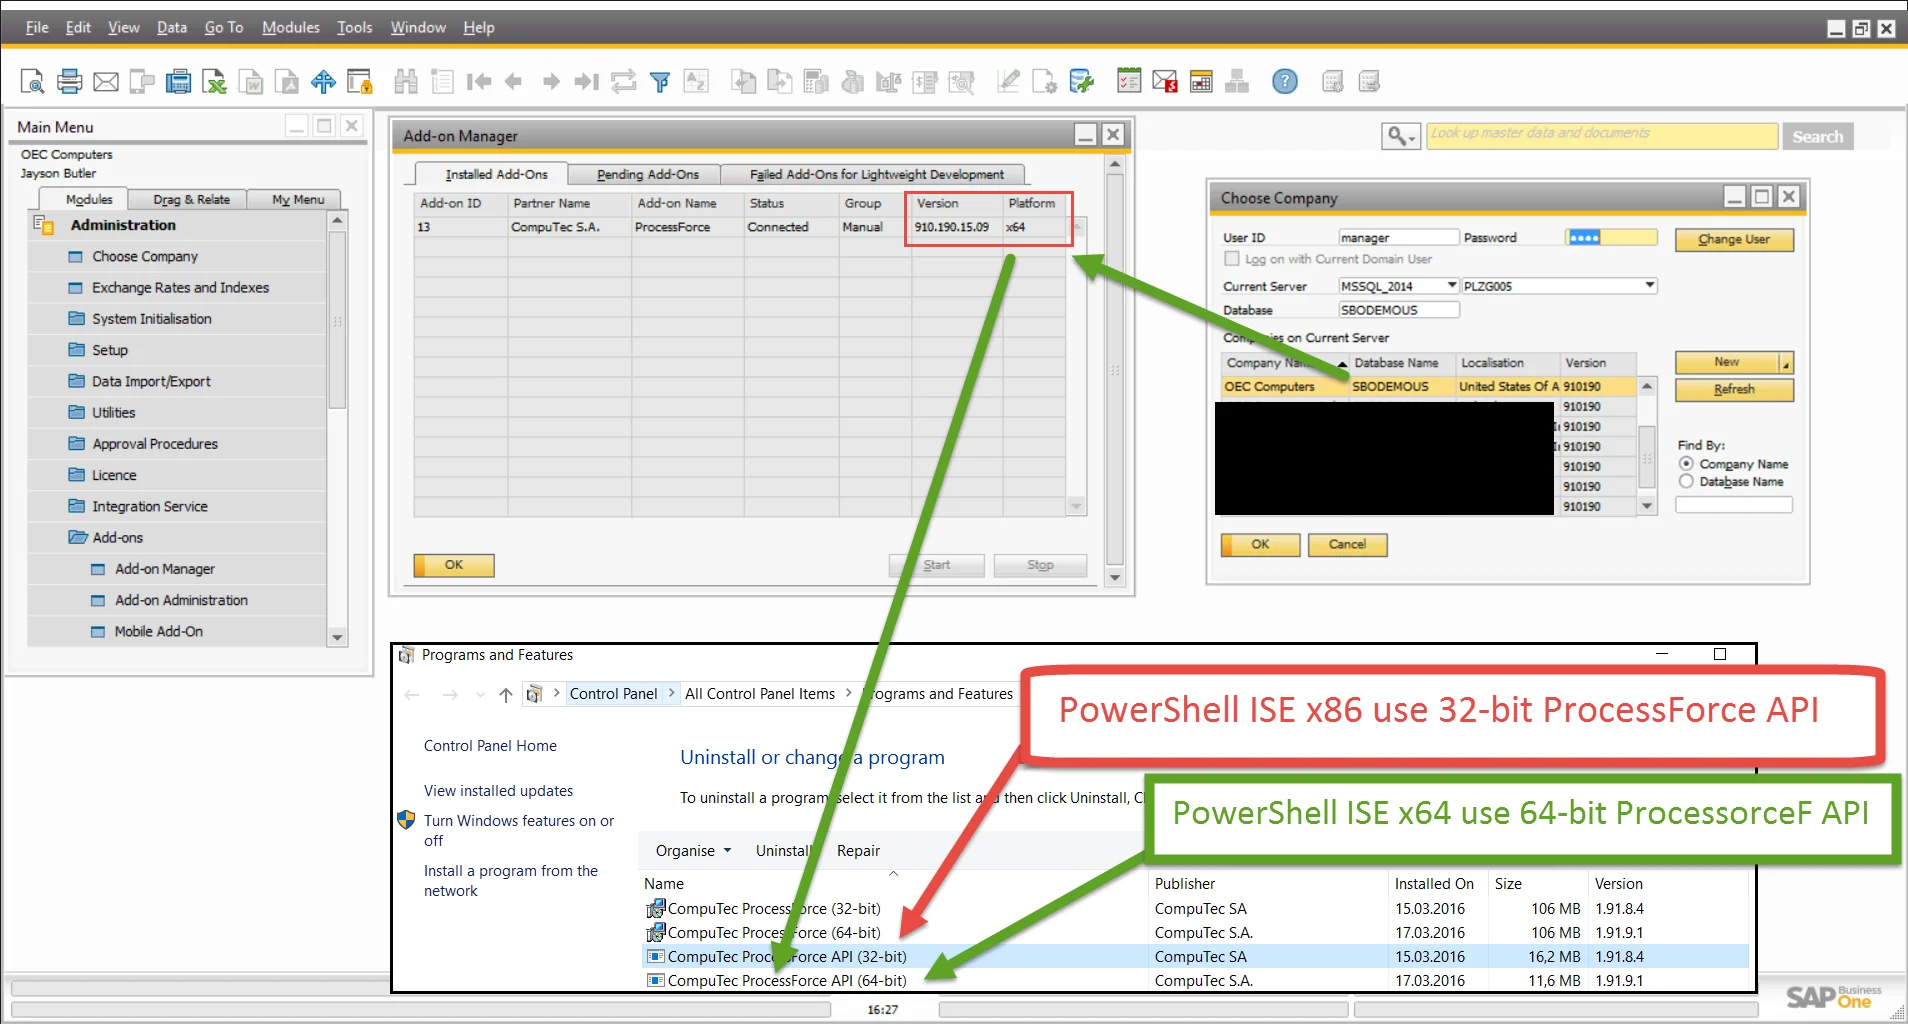 File Edit View Data Go To Modules Tools Window Help
Main Menu
OEC Computers
Jayson Butler
Modules Drag & Relate My Menu
Administration
Choose Company
Exchange Rates and Indexes
System Initialisation
Setup
Data Import/Export
Utilities
Approval Procedures
Licence
Integration Service
Add-ons
Add-on Manager
Add-on Administration
Mobile Add-On
Add-on Manager
Installed Add-Ons Pending Add-Ons Failed Add-Ons for Lightweight Development
Add-on ID Partner Name Add-on Name Status Group Version Platform
13 CompuTec S.A. ProcessForce Connected Manual 910.190.15.09 x64
OK Start Stop
Look up master data and documents Search
Choose Company
User ID manager Password Change User
Log on with Current Domain User
Current Server MSSQL_2014 PLZG005
Database SBODEMOUS
Companies on Current Server
Company Name Database Name Localisation Version New
OEC Computers SBODEMOUS United States Of A 910190 Refresh
910190
910190
910190
910190
910190
910190
Find By:
Company Name
Database Name
OK Cancel
Programs and Features
Control Panel All Control Panel Items Programs and Features
Control Panel Home
View installed updates
Turn Windows features on or
off
Install a program from the
network
Uninstall or change a program
To uninstall a program, select it from the list and then click Uninstall,
Organise Uninstall Repair
Name Publisher Installed On Size Version
CompuTec ProcessForce (32-bit) CompuTec SA 15.03.2016 106 MB 1.91.8.4
CompuTec ProcessForce (64-bit) CompuTec S.A. 17.03.2016 106 MB 1.91.9.1
CompuTec ProcessForce API (32-bit) CompuTec SA 15.03.2016 16,2 MB 1.91.8.4
CompuTec ProcessForce API (64-bit) CompuTec S.A. 17.03.2016 11,6 MB 1.91.9.1
PowerShell ISE x86 use 32-bit ProcessForce API
PowerShell ISE x64 use 64-bit ProcessorceF API
16:27
SAP Business
One